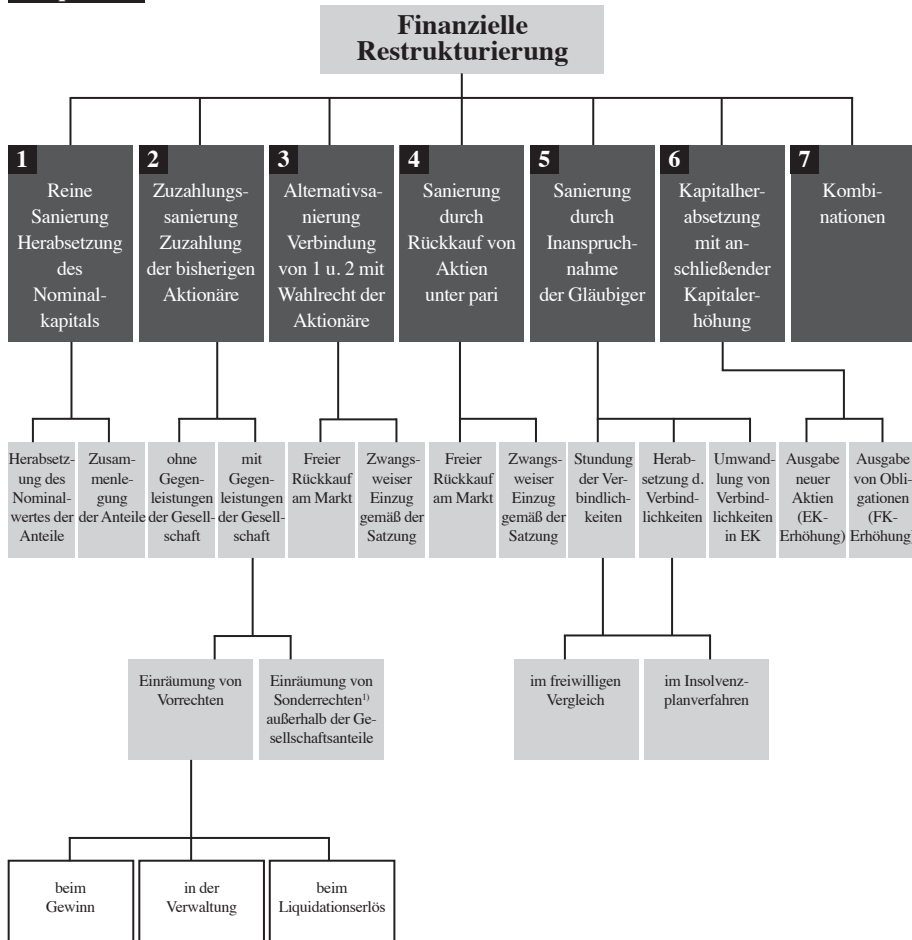 Finanzielle
Restrukturierung
1
Reine
Sanierung
Herabsetzung
des
Nominal-
kapitals
2
Zuzahlungs-
sanierung
Zuzahlung
der bisherigen
Aktionäre
3
Alternativsa-
nierung
Verbindung
von 1 u. 2 mit
Wahlrecht der
Aktionäre
4
Sanierung
durch
Rückkauf von
Aktien
unter pari
5
Sanierung
durch
Inanspruch-
nahme
der Gläubiger
6
Kapitalher-
absetzung
mit an-
schließender
Kapitaler-
höhung
7
Kombi-
nationen
Herabsetz-
ung des
Nominal-
wertes der
Anteile
Zusam-
menle-
gung
der Anteile
ohne
Gegen-
leistungen
der Gesell-
schaft
mit
Gegen-
leistungen
der Gesell-
schaft
Freier
Rückkauf
am Markt
Zwangs-
weiser
Einzug
gemäß der
Satzung
Freier
Rückkauf
am Markt
Zwangs-
weiser
Einzug
gemäß der
Satzung
Stundung
der Ver-
bindlich-
keiten
Herab-
setzung d.
Verbind-
lichkeiten
Umwand-
lung von
Verbind-
lichkeiten
in EK
Ausgabe
neuer
Aktien
(EK-
Erhöhung)
Ausgabe
von Obli-
gationen
(FK-
Erhöhung
Einräumung von
Vorrechten
Einräumung von
Sonderrechten¹⁾
außerhalb der Ge-
sellschaftsanteile
im freiwilligen
Vergleich
im Insolvenz-
planverfahren
beim
Gewinn
in der
Verwaltung
beim
Liquidationserlös